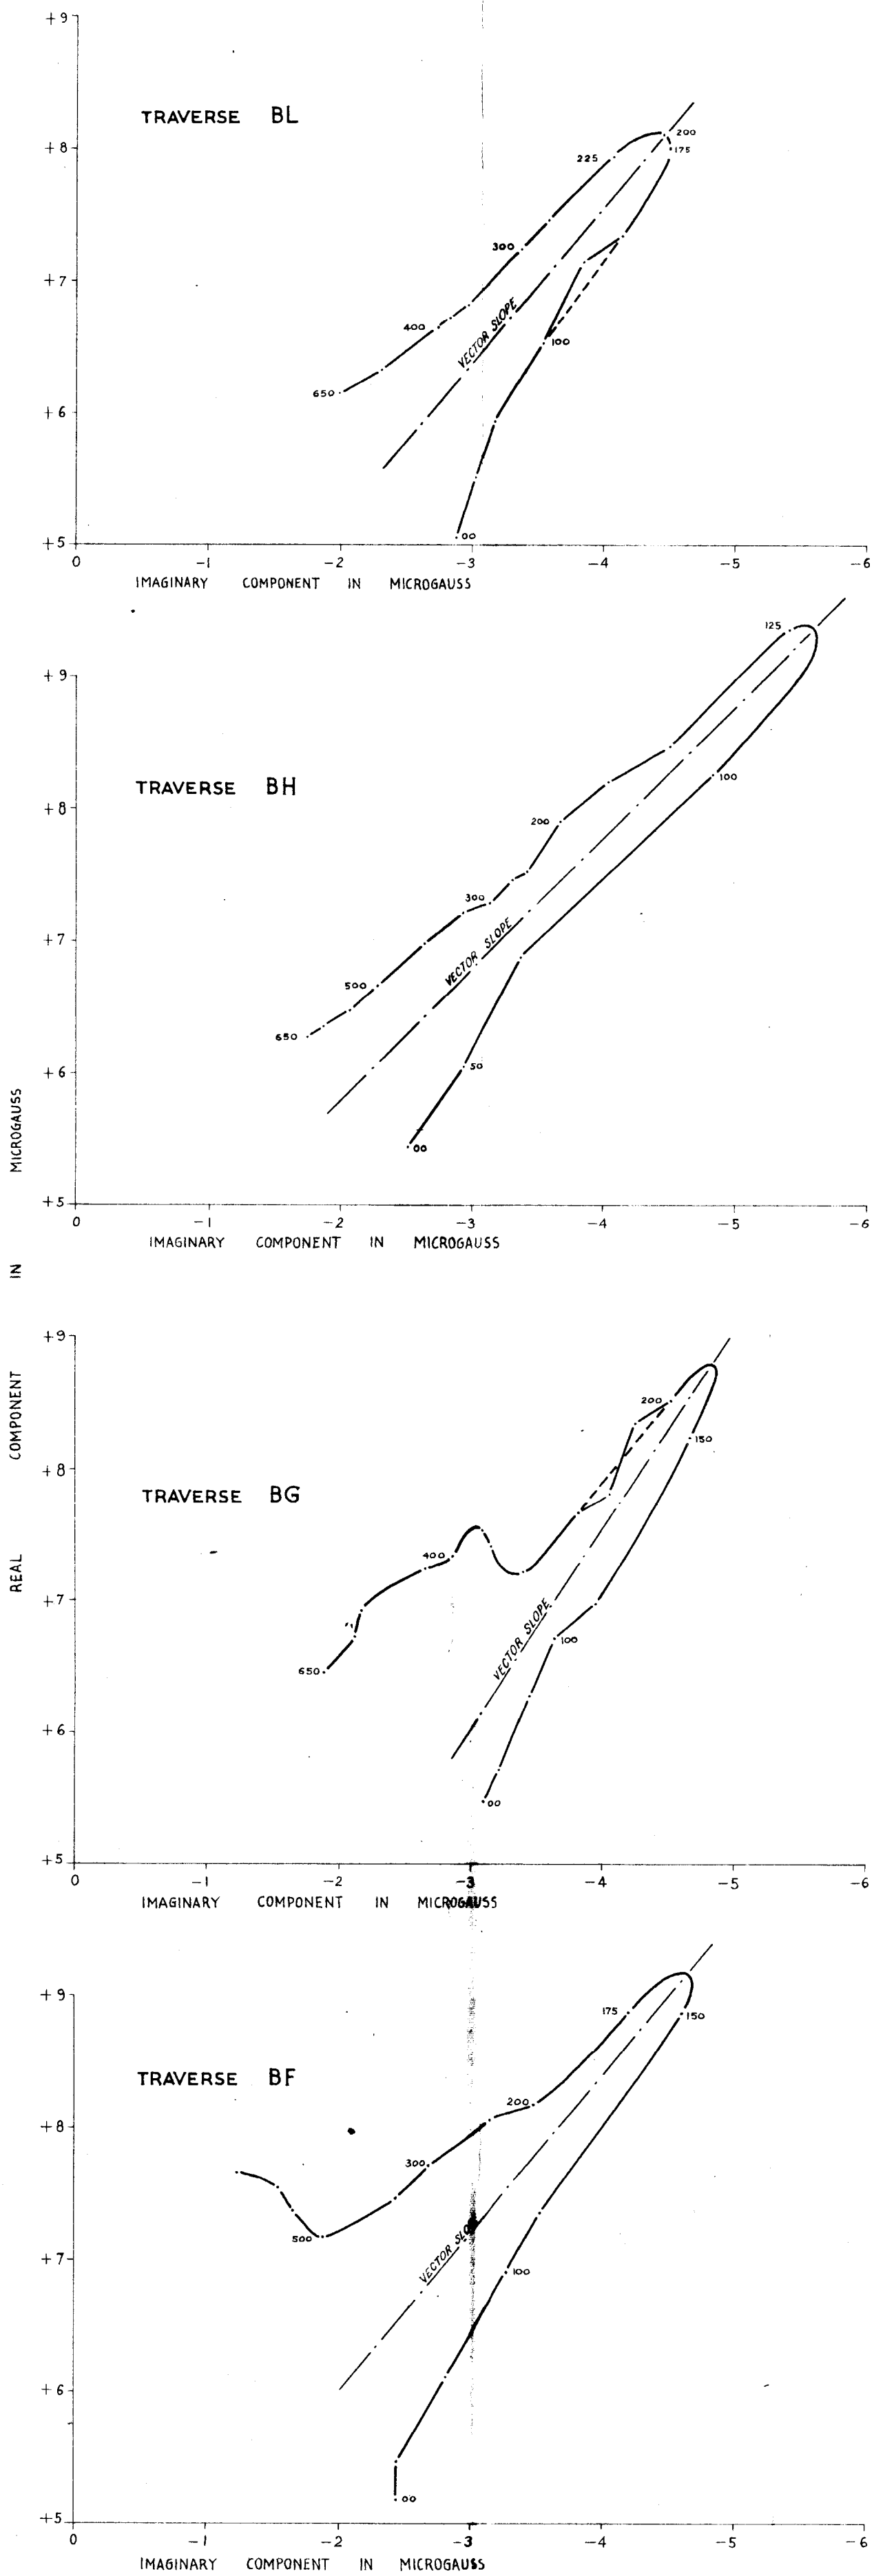 REAL COMPONENT IN MICROGAUSS
+9
TRAVERSE BL
+8
200
175
225
300
+7
VECTOR SLOPE
400
100
650
+6
00
+5
0 -1 -2 -3 -4 -5 -6
IMAGINARY COMPONENT IN MICROGAUSS
125
+9
TRAVERSE BH
100
+8
200
300
+7
VECTOR SLOPE
500
650
+6
50
00
+5
0 -1 -2 -3 -4 -5 -6
IMAGINARY COMPONENT IN MICROGAUSS
+9
200
150
+8
TRAVERSE BG
400
+7
VECTOR SLOPE
100
650
+6
00
+5
0 -1 -2 -3 -4 -5 -6
IMAGINARY COMPONENT IN MICROGAUSS
+9
175
150
TRAVERSE BF
+8
200
300
500
+7
VECTOR SLO
100
+6
00
+5
0 -1 -2 -3 -4 -5 -6
IMAGINARY COMPONENT IN MICROGAUSS